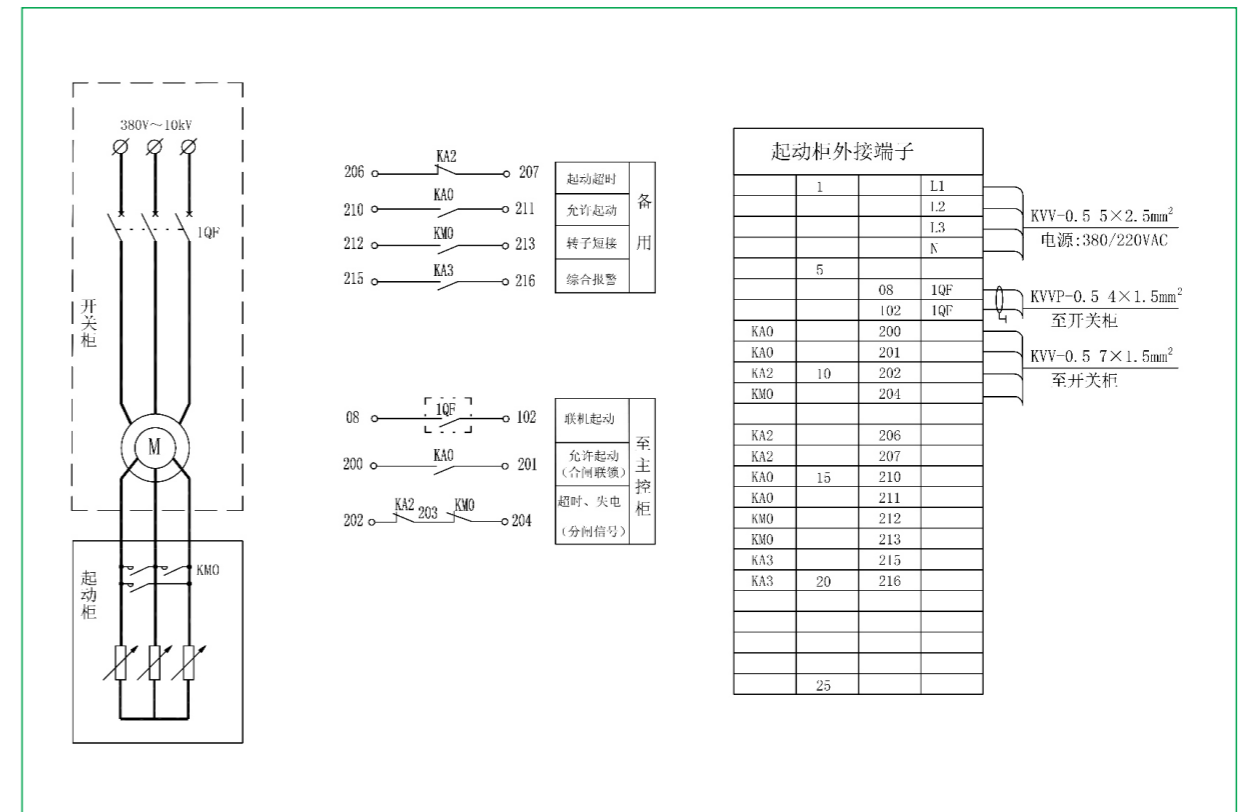 380V～10kV
1QF
开关柜
M
起动柜
KM0
206 KA2 207 起动超时
210 KA0 211 允许起动
212 KM0 213 转子短接
215 KA3 216 综合报警
备用
08 1QF 102 联机起动
200 KA0 201 允许起动
(合闸联锁)
202 KA2 203 KM0 204 超时、失电
(分闸信号)
至主控柜
起动柜外接端子
1 L1
L2
L3
N
5
08 1QF
102 1QF
KA0 200
KA0 201
KA2 10 202
KM0 204
KA2 206
KA2 207
KA0 15 210
KA0 211
KM0 212
KM0 213
KA3 215
KA3 20 216
25
KVV-0.5 5×2.5mm²
电源:380/220VAC
KVVP-0.5 4×1.5mm²
至开关柜
KVV-0.5 7×1.5mm²
至开关柜